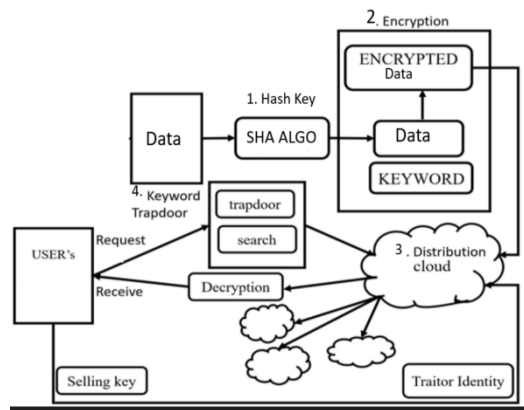 2. Encryption
ENCRYPTED
Data
1. Hash Key
Data
SHA ALGO
Data
KEYWORD
4. Keyword
Trapdoor
trapdoor
search
USER's
Request
Receive
Decryption
3. Distribution
cloud
Selling key
Traitor Identity